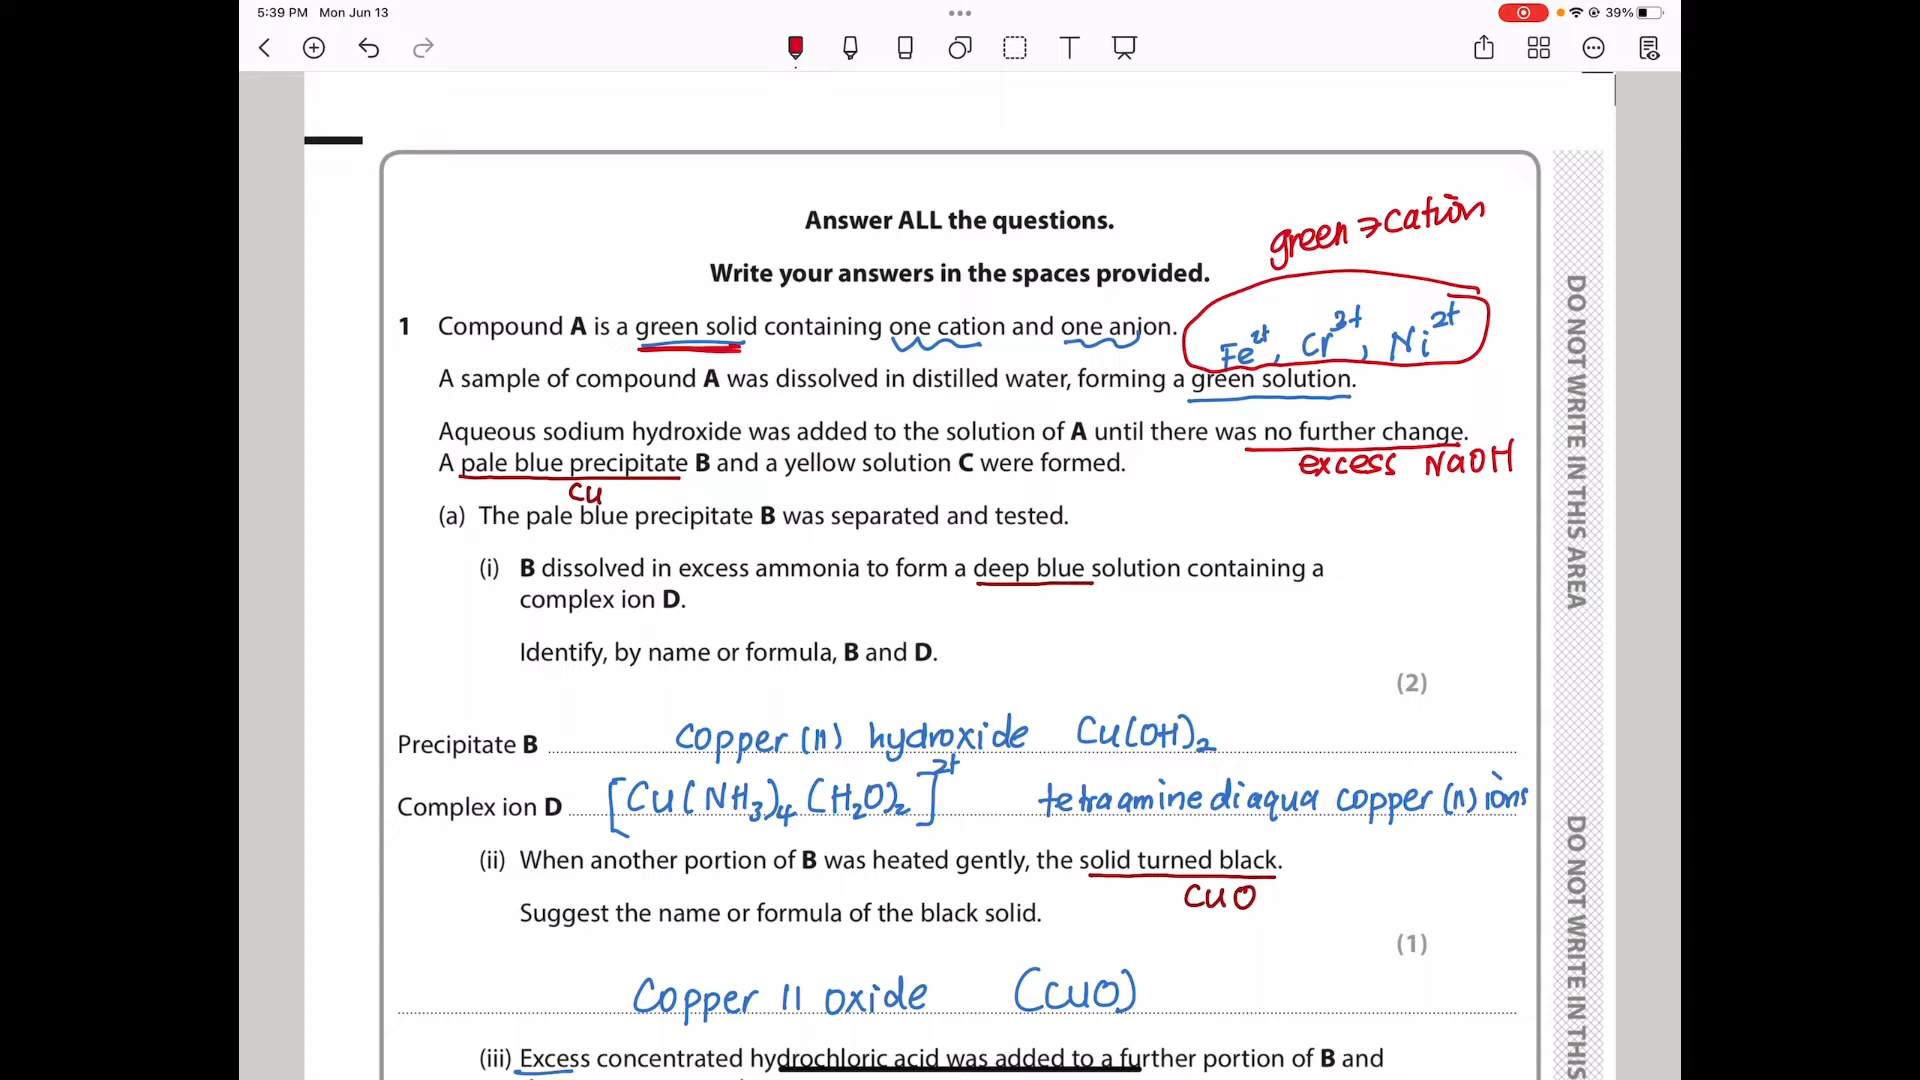 5:39 PM Mon Jun 13
39%
Answer ALL the questions.
green → cation
Write your answers in the spaces provided.
Fe²⁺, Cr³⁺, Ni²⁺
1 Compound A is a green solid containing one cation and one anion.
A sample of compound A was dissolved in distilled water, forming a green solution.
Aqueous sodium hydroxide was added to the solution of A until there was no further change.
excess NaOH
A pale blue precipitate B and a yellow solution C were formed.
Cu
(a) The pale blue precipitate B was separated and tested.
(i) B dissolved in excess ammonia to form a deep blue solution containing a
complex ion D.
Identify, by name or formula, B and D.
(2)
Precipitate B copper (II) hydroxide Cu(OH)₂
Complex ion D [Cu(NH₃)₄(H₂O)₂]²⁺ tetraamine diaqua copper (II) ions
(ii) When another portion of B was heated gently, the solid turned black.
CuO
Suggest the name or formula of the black solid.
(1)
Copper II oxide (CuO)
(iii) Excess concentrated hydrochloric acid was added to a further portion of B and
DO NOT WRITE IN THIS AREA
DO NOT WRITE IN THIS